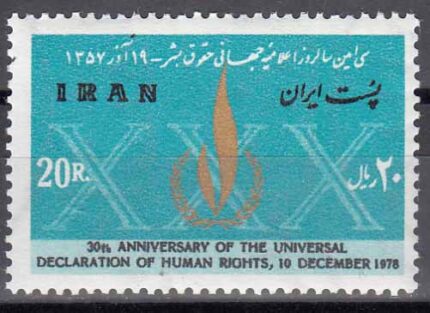 سی امین سالروز اعلامیه جهانی حقوق بشر - ۱۹ آذر ۱۳۵۷
IRAN پست ایران
XXX
20R. ۲۰ ریال
30th ANNIVERSARY OF THE UNIVERSAL
DECLARATION OF HUMAN RIGHTS, 10 DECEMBER 1978